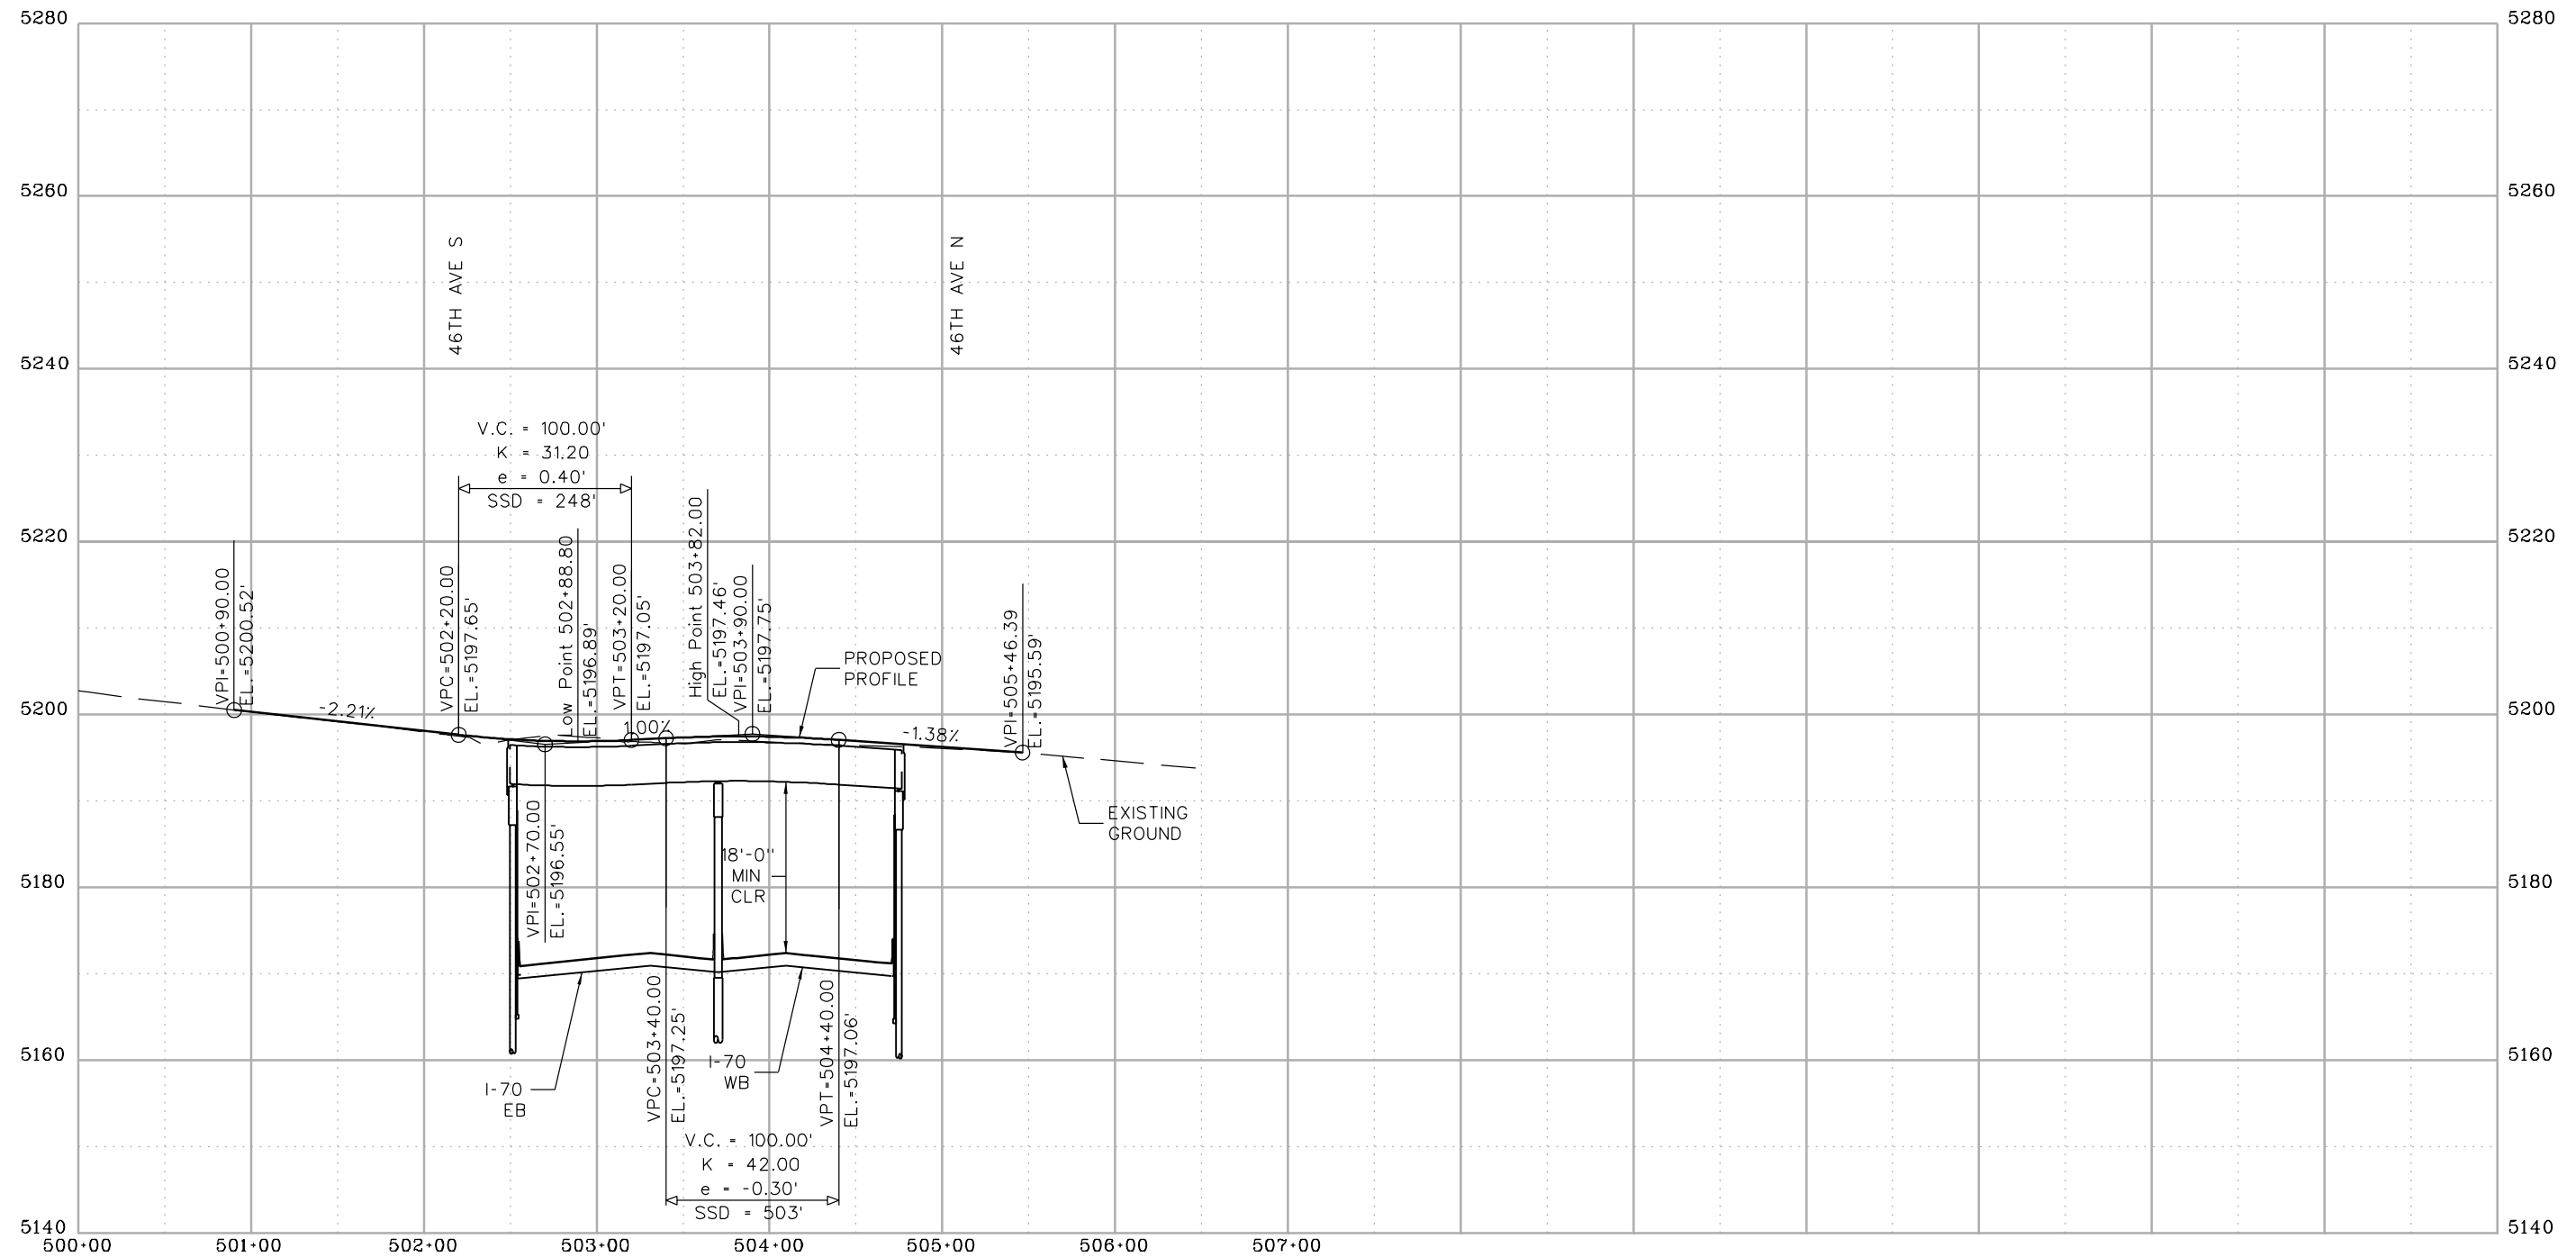 5280
5280
5260
5260
46TH AVE S
46TH AVE N
5240
5240
V.C. = 100.00'
K = 31.20
e = 0.40'
SSD = 248'
5220
5220
VPI=500+90.00
EL.=5200.52'
VPC=502+20.00
EL.=5197.65'
Low Point 502+88.80
EL.=5196.89'
VPT=503+20.00
EL.=5197.05'
High Point 503+82.00
EL.=5197.46'
VPI=503+90.00
EL.=5197.75'
PROPOSED
PROFILE
VPI=505+46.39
EL.=5195.59'
5200
5200
-2.21%
1.00%
-1.38%
VPI=502+70.00
EL.=5196.55'
18'-0"
MIN
CLR
EXISTING
GROUND
5180
5180
VPC=503+40.00
EL.=5197.25'
VPT=504+40.00
EL.=5197.06'
5160
5160
I-70
EB
I-70
WB
V.C. = 100.00'
K = 42.00
e = -0.30'
SSD = 503'
5140
5140
500+00
501+00
502+00
503+00
504+00
505+00
506+00
507+00